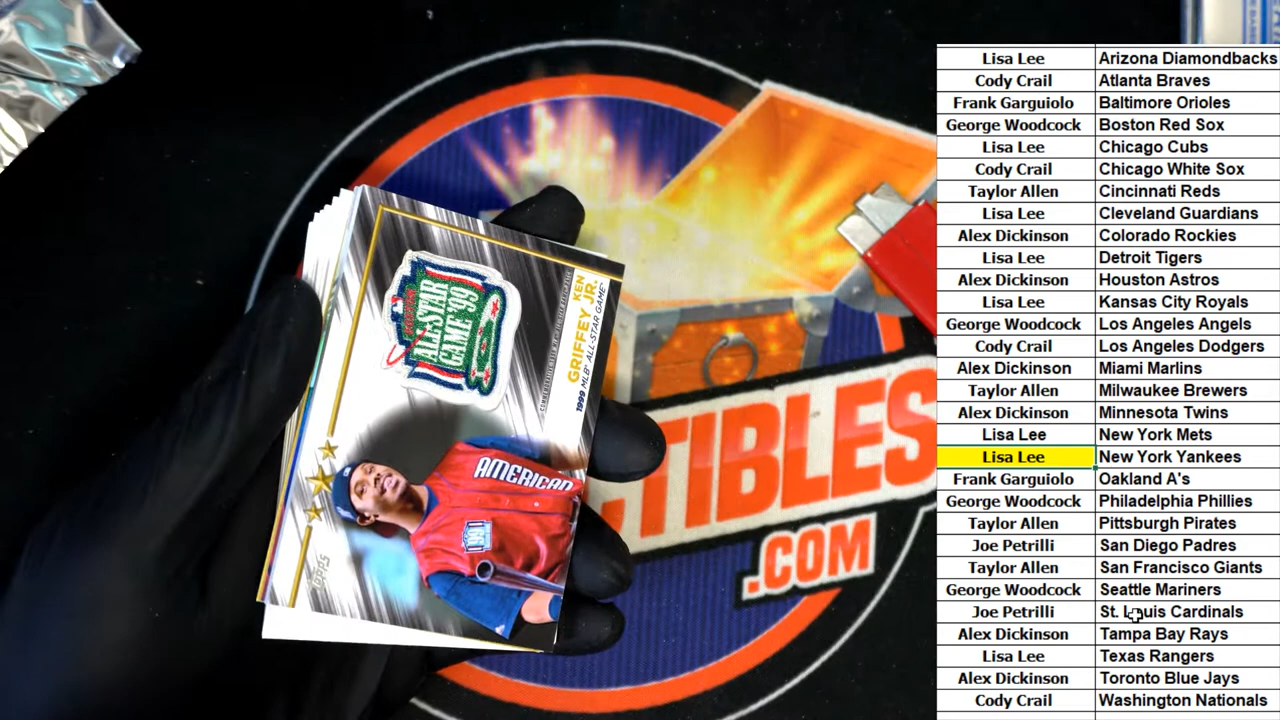 ALL-STAR
GAME '99
KEN
GRIFFEY JR.
1999 MLB® ALL-STAR GAME™
AMERICAN
TIBLES
.COM
Lisa Lee Arizona Diamondbacks
Cody Crail Atlanta Braves
Frank Garguiolo Baltimore Orioles
George Woodcock Boston Red Sox
Lisa Lee Chicago Cubs
Cody Crail Chicago White Sox
Taylor Allen Cincinnati Reds
Lisa Lee Cleveland Guardians
Alex Dickinson Colorado Rockies
Lisa Lee Detroit Tigers
Alex Dickinson Houston Astros
Lisa Lee Kansas City Royals
George Woodcock Los Angeles Angels
Cody Crail Los Angeles Dodgers
Alex Dickinson Miami Marlins
Taylor Allen Milwaukee Brewers
Alex Dickinson Minnesota Twins
Lisa Lee New York Mets
Lisa Lee New York Yankees
Frank Garguiolo Oakland A's
George Woodcock Philadelphia Phillies
Taylor Allen Pittsburgh Pirates
Joe Petrilli San Diego Padres
Taylor Allen San Francisco Giants
George Woodcock Seattle Mariners
Joe Petrilli St. Louis Cardinals
Alex Dickinson Tampa Bay Rays
Lisa Lee Texas Rangers
Alex Dickinson Toronto Blue Jays
Cody Crail Washington Nationals